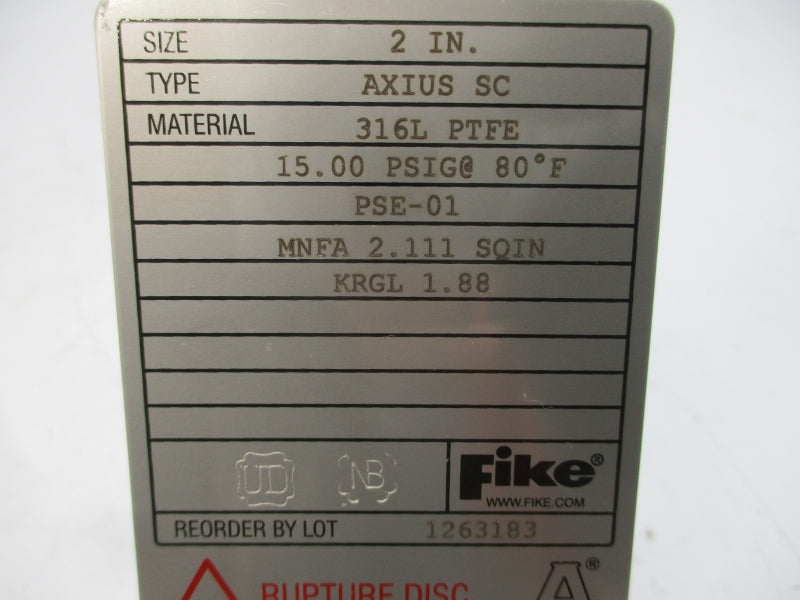 SIZE 2 IN.
TYPE AXIUS SC
MATERIAL 316L PTFE
15.00 PSIG@ 80°F
PSE-01
MNFA 2.111 SQIN
KRGL 1.88
UD NB Fike®
WWW.FIKE.COM
REORDER BY LOT 1263183
RUPTURE DISC A®